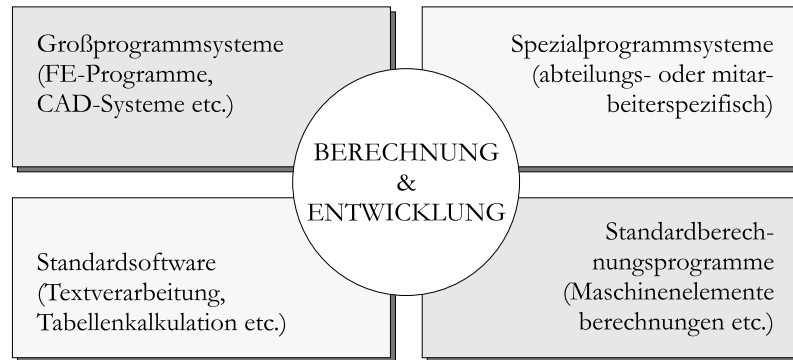 Großprogrammsysteme
(FE-Programme,
CAD-Systeme etc.)
Spezialprogrammsysteme
(abteilungs- oder mitar-
beiterspezifisch)
BERECHNUNG
&
ENTWICKLUNG
Standardsoftware
(Textverarbeitung,
Tabellenkalkulation etc.)
Standardberech-
nungsprogramme
(Maschinenelemente
berechnungen etc.)